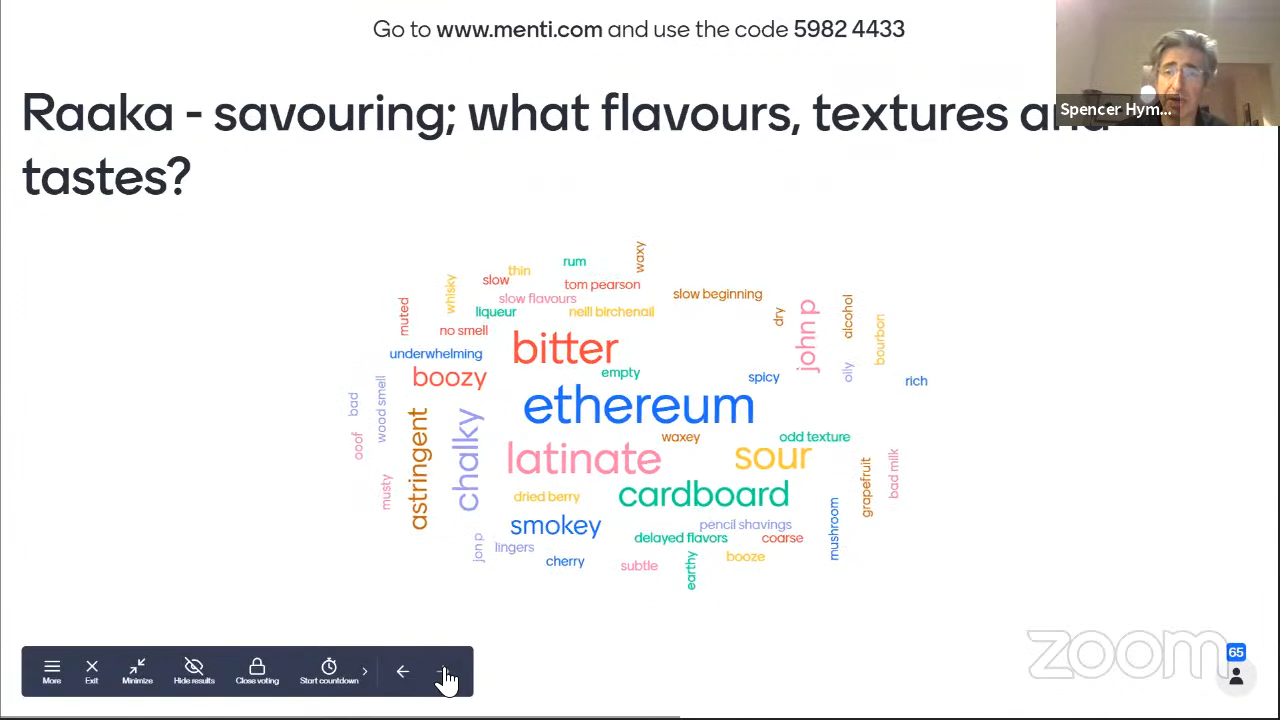 Go to www.menti.com and use the code 5982 4433
Spencer Hym...
Raaka - savouring; what flavours, textures and
tastes?
waxy
rum
thin
slow
tom pearson
whisky
slow flavours
slow beginning
muted
liqueur
neill birchenall
dry
john p
alcohol
bourbon
no smell
bitter
underwhelming
boozy
empty
spicy
oily
rich
bad
wood smell
ethereum
ooof
astringent
chalky
waxey
odd texture
latinate
sour
grapefruit
bad milk
musty
dried berry
cardboard
mushroom
smokey
pencil shavings
jon p
lingers
delayed flavors
coarse
cherry
subtle
earthy
booze
zoom
65
More
Exit
Minimize
Hide results
Close voting
Start countdown